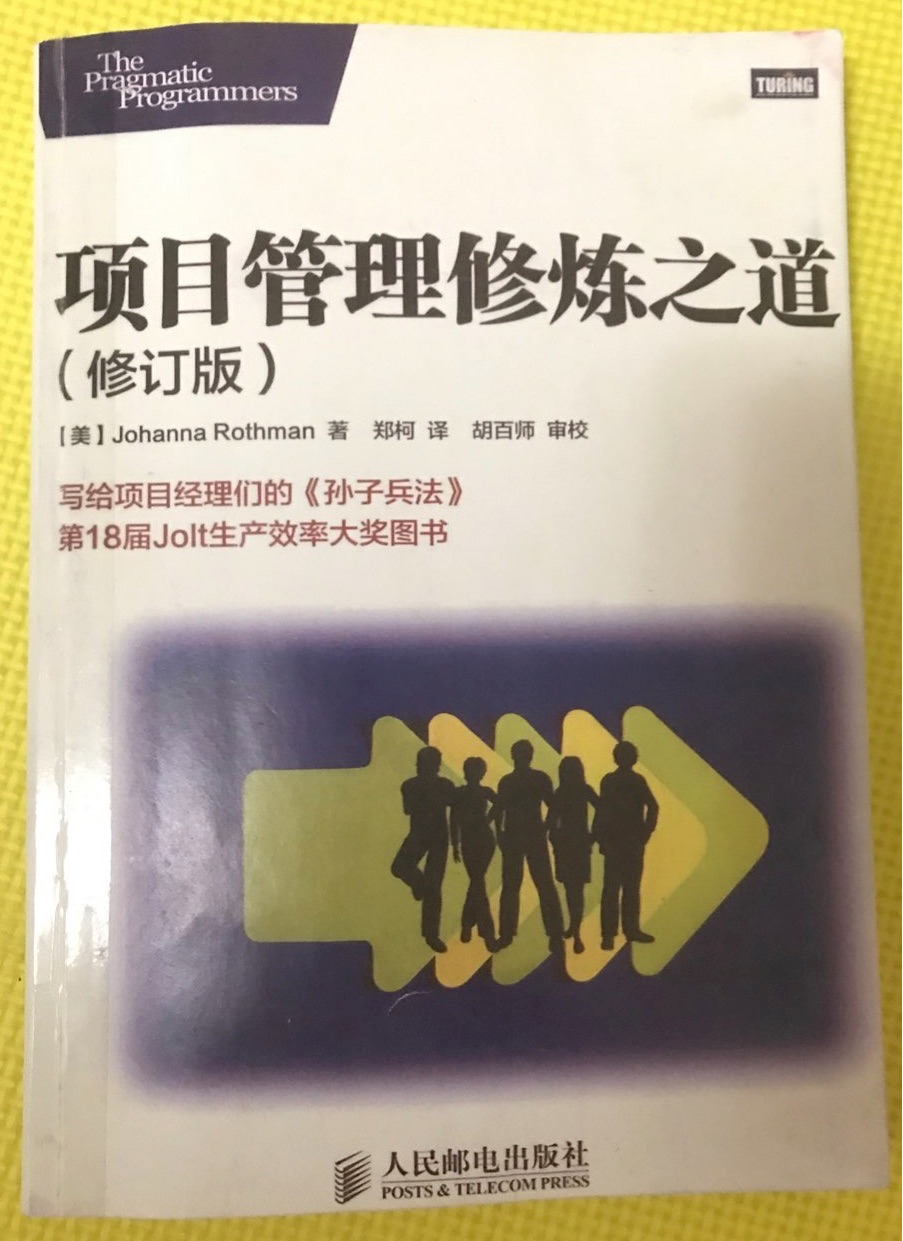 The
Pragmatic
Programmers
TURING
项目管理修炼之道
（修订版）
【美】Johanna Rothman 著 郑柯 译 胡百师 审校
写给项目经理们的《孙子兵法》
第18届Jolt生产效率大奖图书
人民邮电出版社
POSTS & TELECOM PRESS